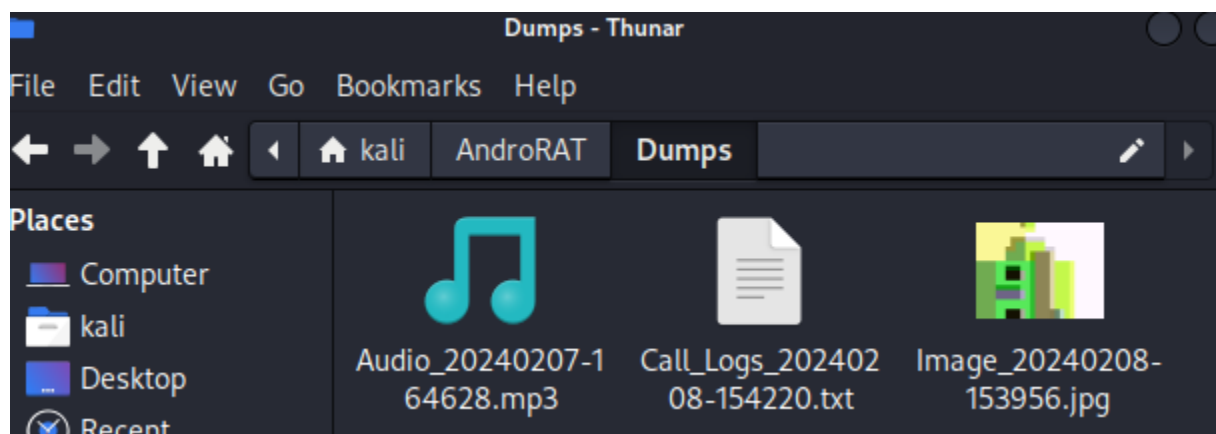 Dumps - Thunar
File Edit View Go Bookmarks Help
kali AndroRAT Dumps
Places
Computer
kali
Desktop
Recent
Audio_20240207-1
64628.mp3
Call_Logs_202402
08-154220.txt
Image_20240208-
153956.jpg